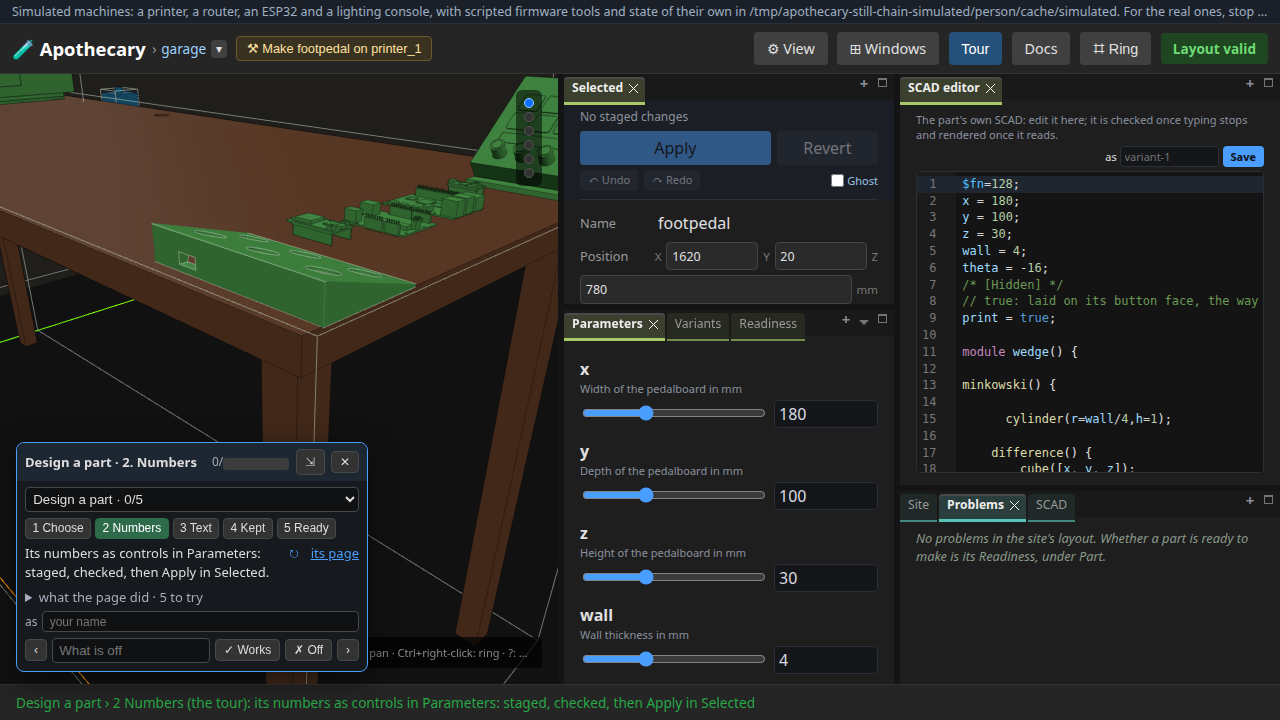 Simulated machines: a printer, a router, an ESP32 and a lighting console, with scripted firmware tools and state of their own in /tmp/apothecary-still-chain-simulated/person/cache/simulated. For the real ones, stop ...
Apothecary › garage ▾ ⚒ Make footpedal on printer_1
⚙ View ⊞ Windows Tour Docs ⌗ Ring Layout valid
Selected
No staged changes
Apply Revert
↶ Undo ↷ Redo Ghost
Name footpedal
Position X 1620 Y 20 Z
780 mm
Parameters Variants Readiness
x
Width of the pedalboard in mm
180
y
Depth of the pedalboard in mm
100
z
Height of the pedalboard in mm
30
wall
Wall thickness in mm
4
SCAD editor
The part's own SCAD: edit it here; it is checked once typing stops
and rendered once it reads.
as variant-1 Save
1 $fn=128;
2 x = 180;
3 y = 100;
4 z = 30;
5 wall = 4;
6 theta = -16;
7 /* [Hidden] */
8 // true: laid on its button face, the way
9 print = true;
10
11 module wedge() {
12
13 minkowski() {
14
15 cylinder(r=wall/4,h=1);
16
17 difference() {
18 cube([x, y, z]);
Site Problems SCAD
No problems in the site's layout. Whether a part is ready to
make is its Readiness, under Part.
Design a part · 2. Numbers 0/
Design a part · 0/5
1 Choose 2 Numbers 3 Text 4 Kept 5 Ready
Its numbers as controls in Parameters: ↻ its page
staged, checked, then Apply in Selected.
▶ what the page did · 5 to try
as your name
‹ What is off ✓ Works ✗ Off ›
pan · Ctrl+right-click: ring · ?: ...
Design a part › 2 Numbers (the tour): its numbers as controls in Parameters: staged, checked, then Apply in Selected